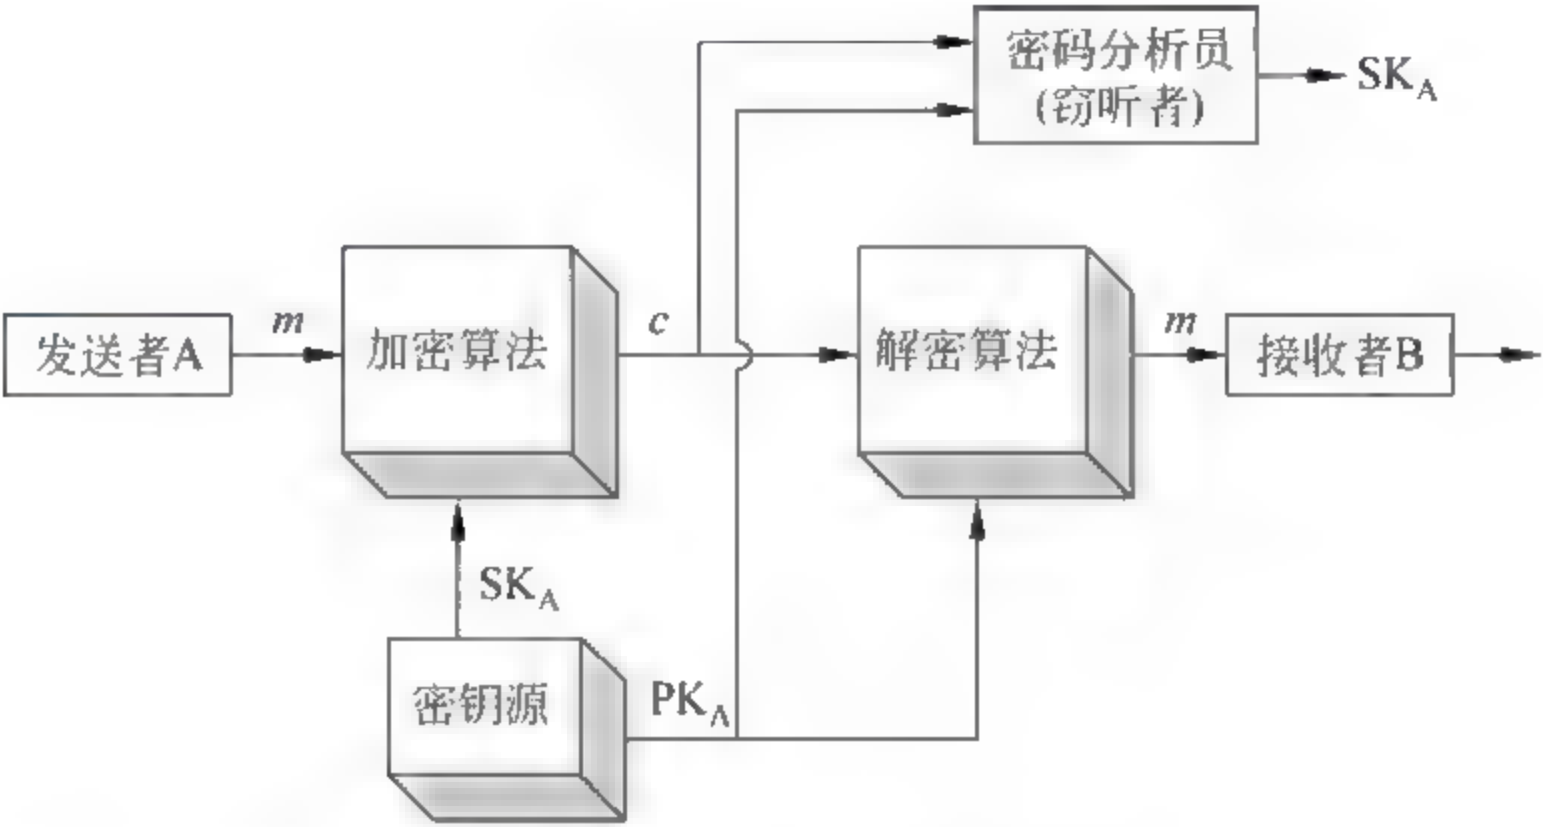 密码分析员
(窃听者)
SK_A
发送者A
m
加密算法
c
解密算法
m
接收者B
SK_A
密钥源
PK_A